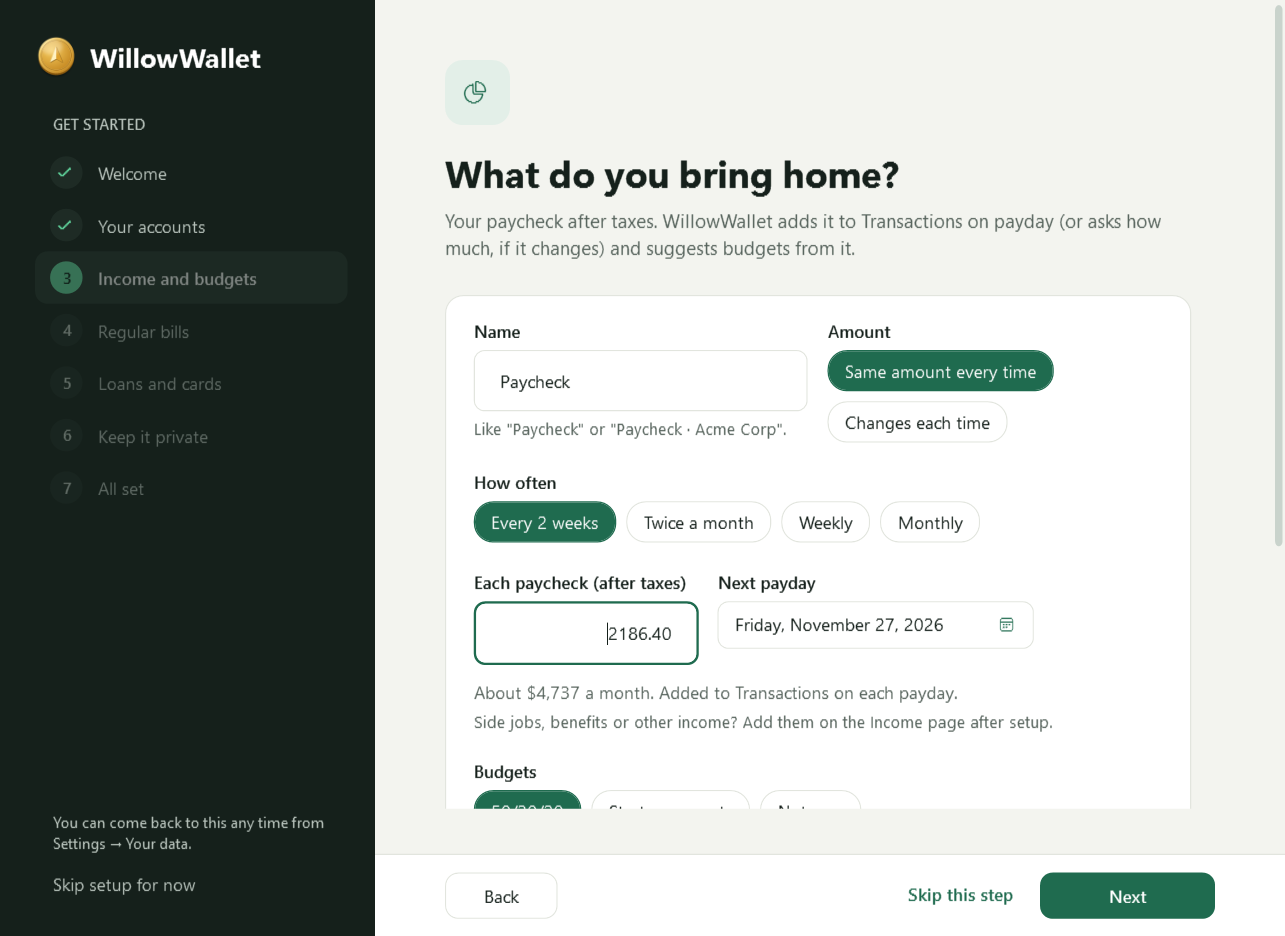 WillowWallet
GET STARTED
Welcome
Your accounts
3 Income and budgets
4 Regular bills
5 Loans and cards
6 Keep it private
7 All set
You can come back to this any time from
Settings → Your data.
Skip setup for now
What do you bring home?
Your paycheck after taxes. WillowWallet adds it to Transactions on payday (or asks how
much, if it changes) and suggests budgets from it.
Name
Paycheck
Like "Paycheck" or "Paycheck · Acme Corp".
Amount
Same amount every time
Changes each time
How often
Every 2 weeks Twice a month Weekly Monthly
Each paycheck (after taxes) Next payday
2186.40 Friday, November 27, 2026
About $4,737 a month. Added to Transactions on each payday.
Side jobs, benefits or other income? Add them on the Income page after setup.
Budgets
50/30/20
Back Skip this step Next